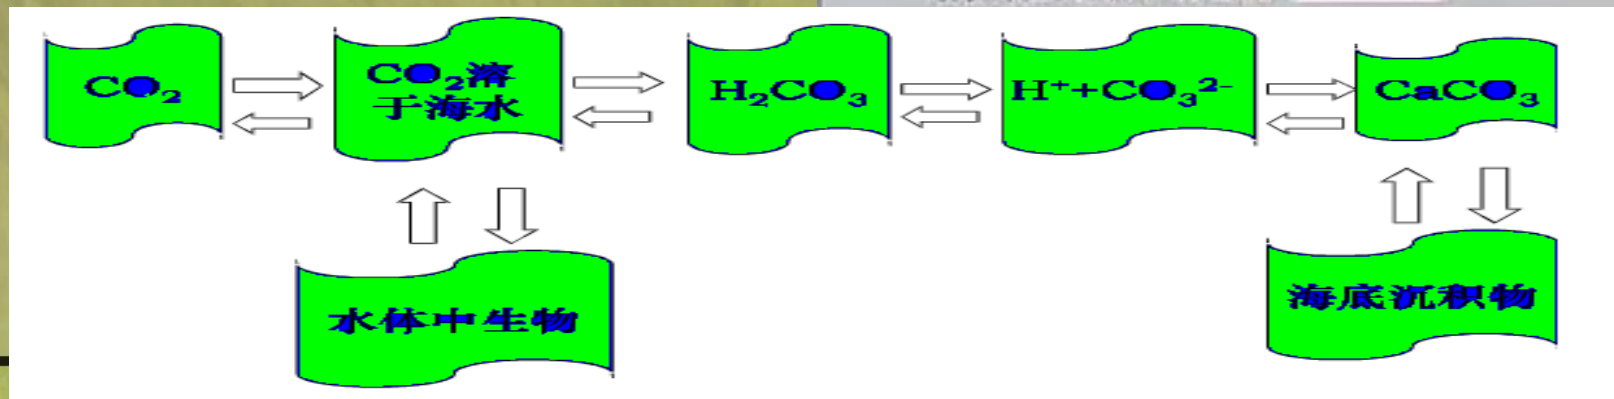 CO₂
CO₂溶
于海水
H₂CO₃
H⁺+CO₃²⁻
CaCO₃
水体中生物
海底沉积物